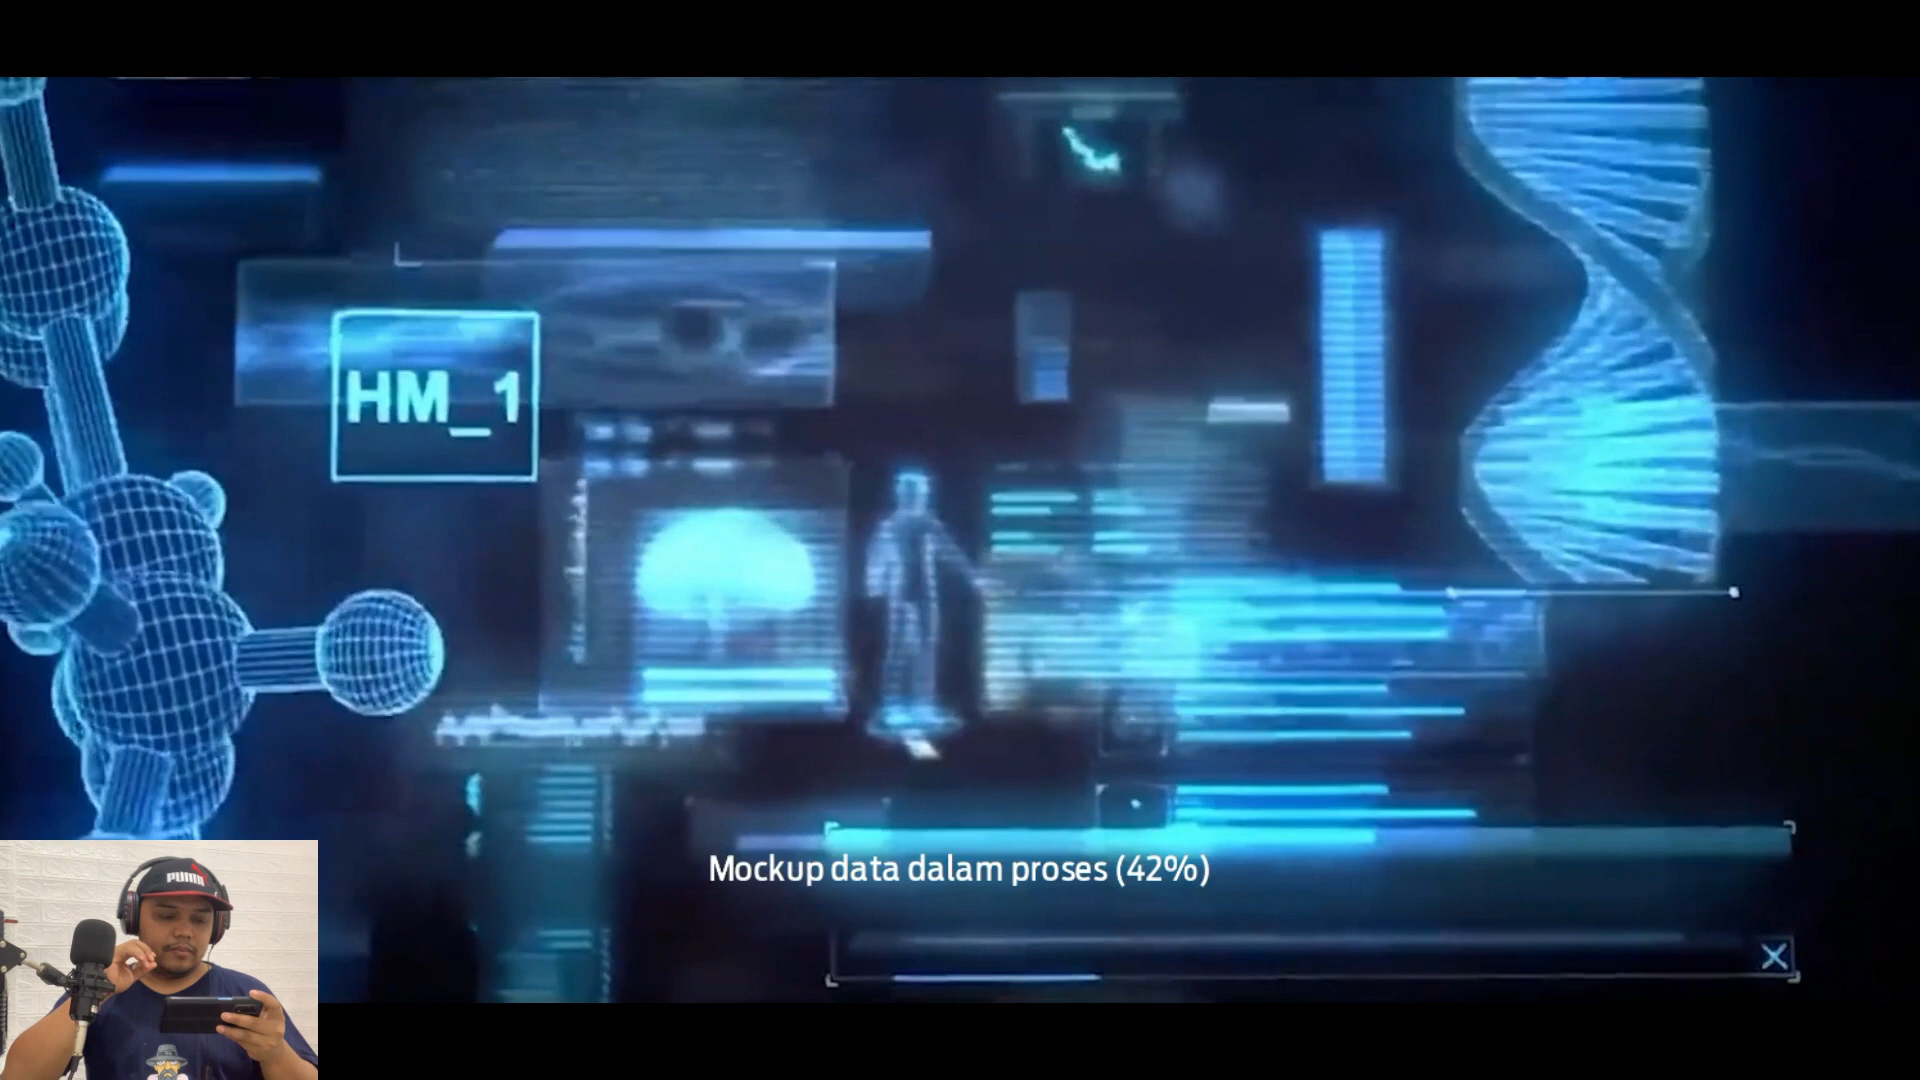 HM_1
Mockup data dalam proses (42%)
PUMA